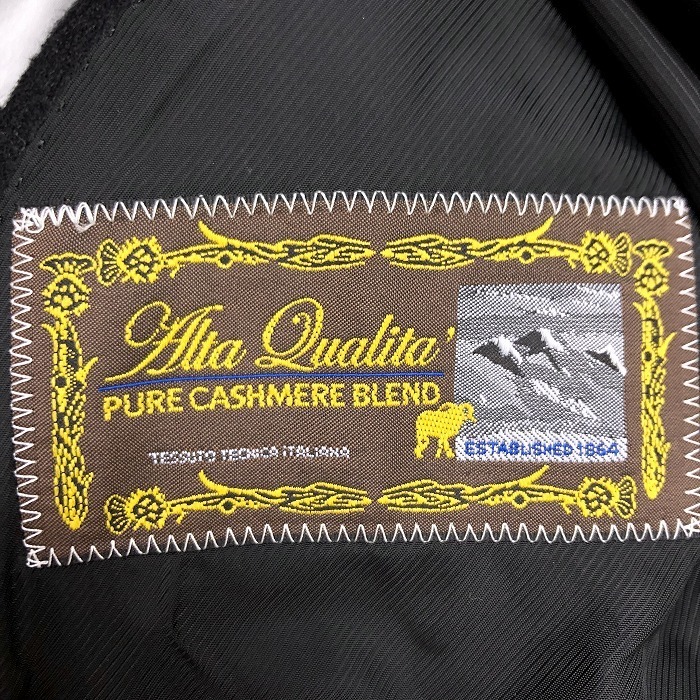 Alta Qualita'
PURE CASHMERE BLEND
TESSUTO TECNICA ITALIANA
ESTABLISHED 1864